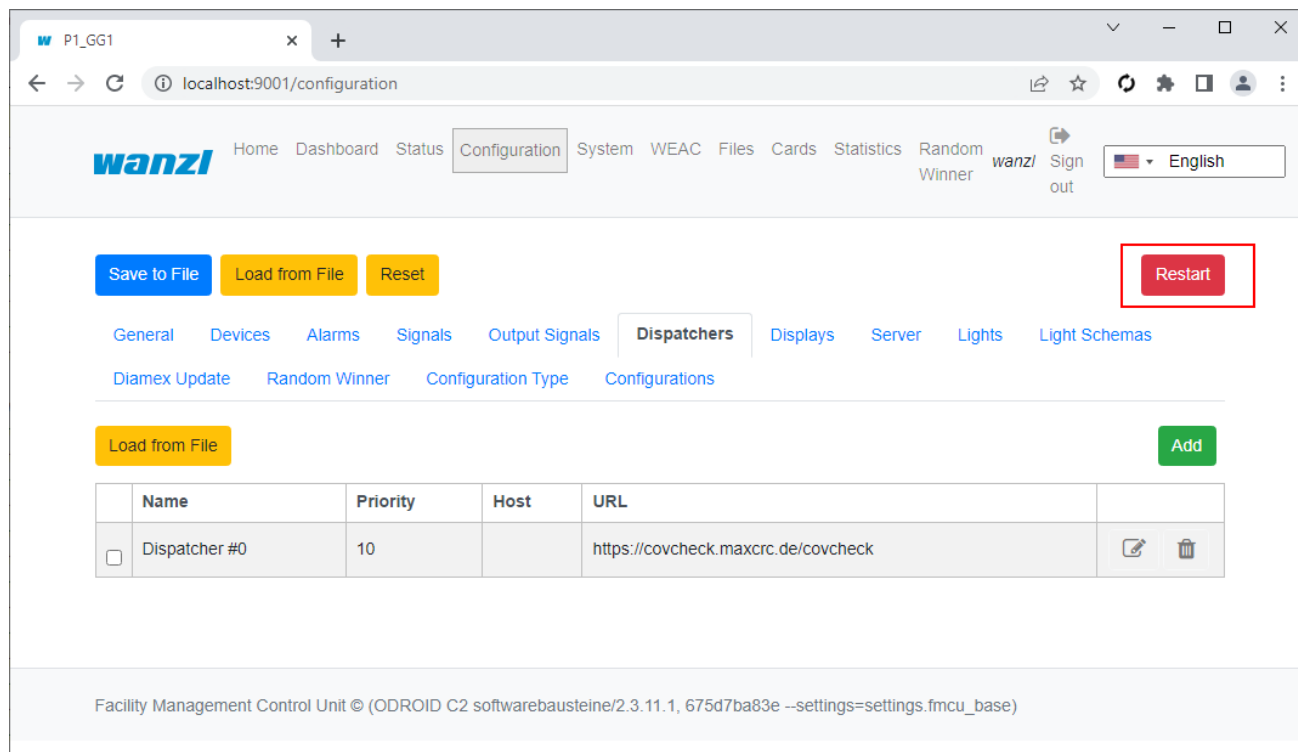 P1_GG1
localhost:9001/configuration
wanzl Home Dashboard Status Configuration System WEAC Files Cards Statistics Random Winner wanzl Sign out English
Save to File Load from File Reset Restart
General Devices Alarms Signals Output Signals Dispatchers Displays Server Lights Light Schemas
Diamex Update Random Winner Configuration Type Configurations
Load from File Add
Name Priority Host URL
Dispatcher #0 10 https://covcheck.maxcrc.de/covcheck
Facility Management Control Unit © (ODROID C2 softwarebausteine/2.3.11.1, 675d7ba83e --settings=settings.fmcu_base)